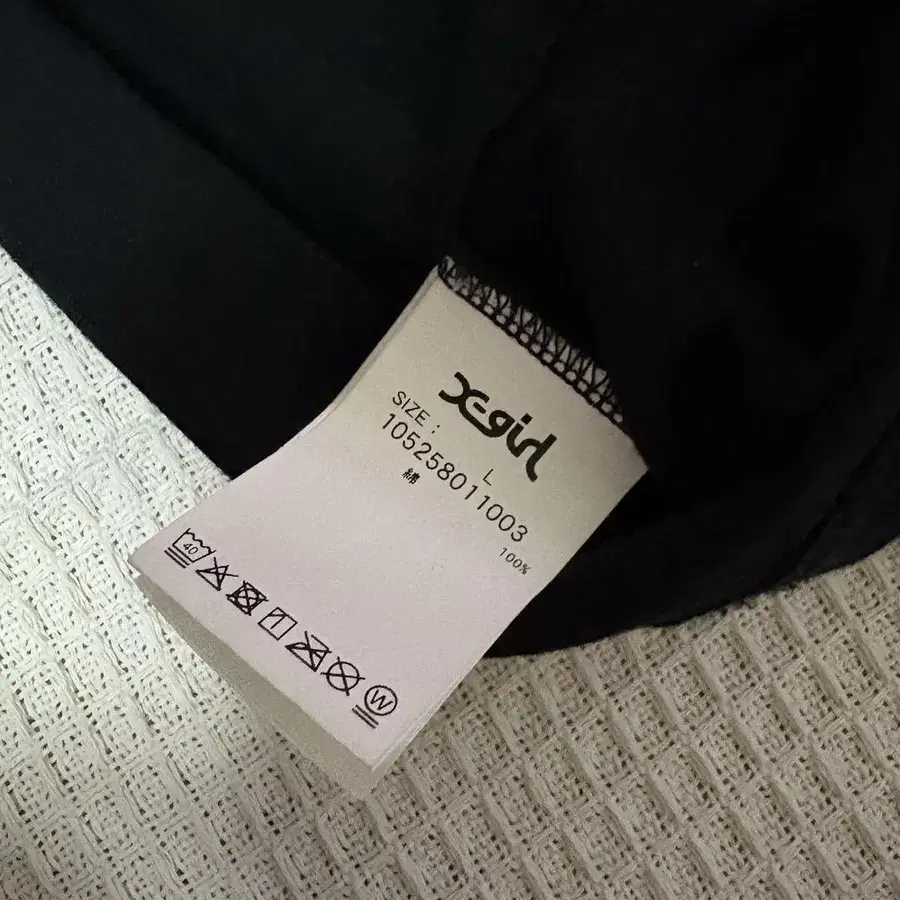 X-girl
SIZE : L
105258011003
綿 100%
40
W